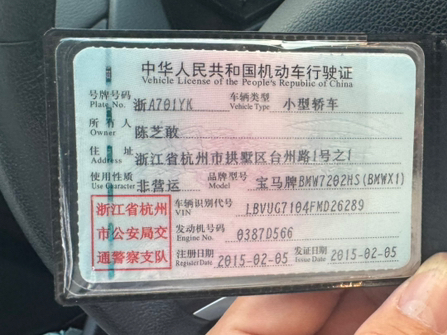 中华人民共和国机动车行驶证
Vehicle License of the People's Republic of China
号牌号码 Plate No. 浙A701YK 车辆类型 Vehicle Type 小型轿车
所有人 Owner 陈芝敢
住址 Address 浙江省杭州市拱墅区台州路1号之1
使用性质 Use Character 非营运 品牌型号 Model 宝马牌BMW7202HS(BMWX1)
浙江省杭州市公安局交通警察支队
车辆识别代号 VIN LBVUG7104FMD26289
发动机号码 Engine No. 0387D566
注册日期 Register Date 2015-02-05 发证日期 Issue Date 2015-02-05